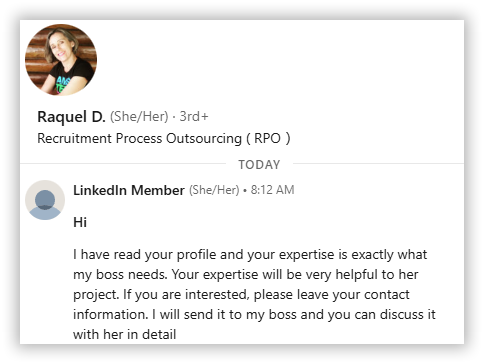 Raquel D. (She/Her) · 3rd+
Recruitment Process Outsourcing ( RPO )
TODAY
LinkedIn Member (She/Her) • 8:12 AM
Hi
I have read your profile and your expertise is exactly what
my boss needs. Your expertise will be very helpful to her
project. If you are interested, please leave your contact
information. I will send it to my boss and you can discuss it
with her in detail